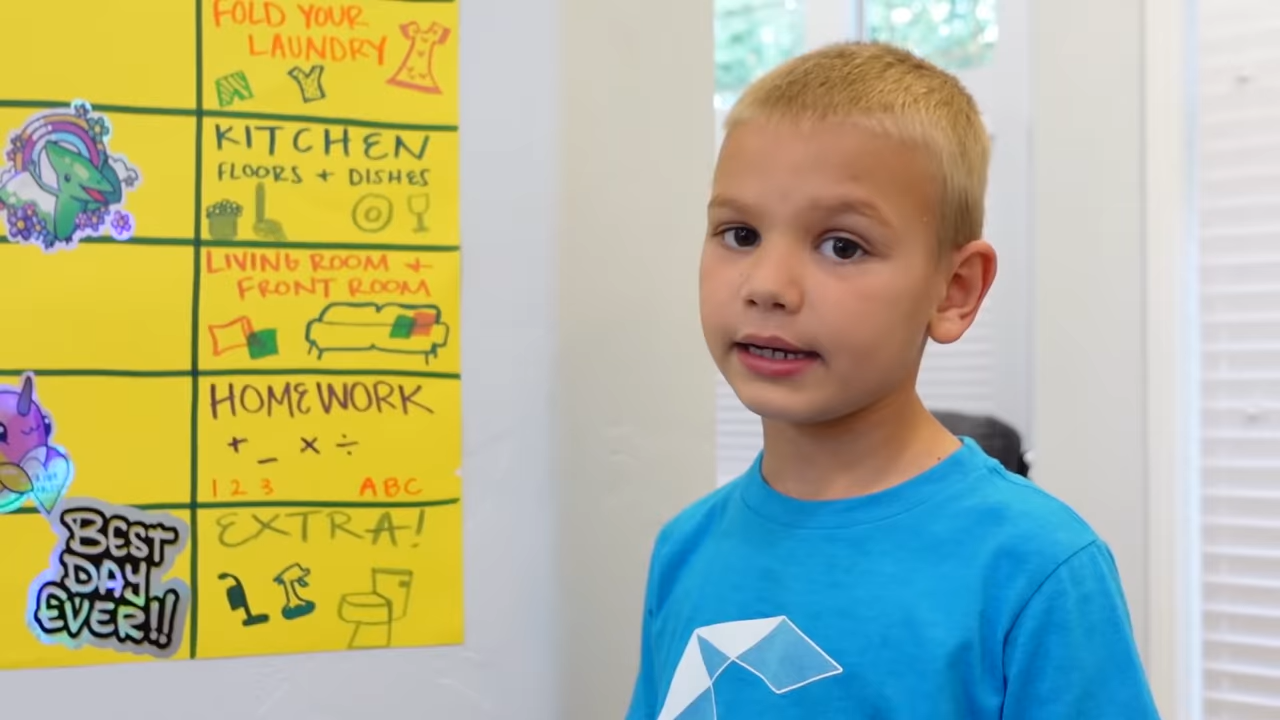 FOLD YOUR
LAUNDRY
KITCHEN
FLOORS + DISHES
LIVING ROOM +
FRONT ROOM
HOMEWORK
+ - × ÷
1 2 3 ABC
EXTRA!
BEST
DAY
EVER!!